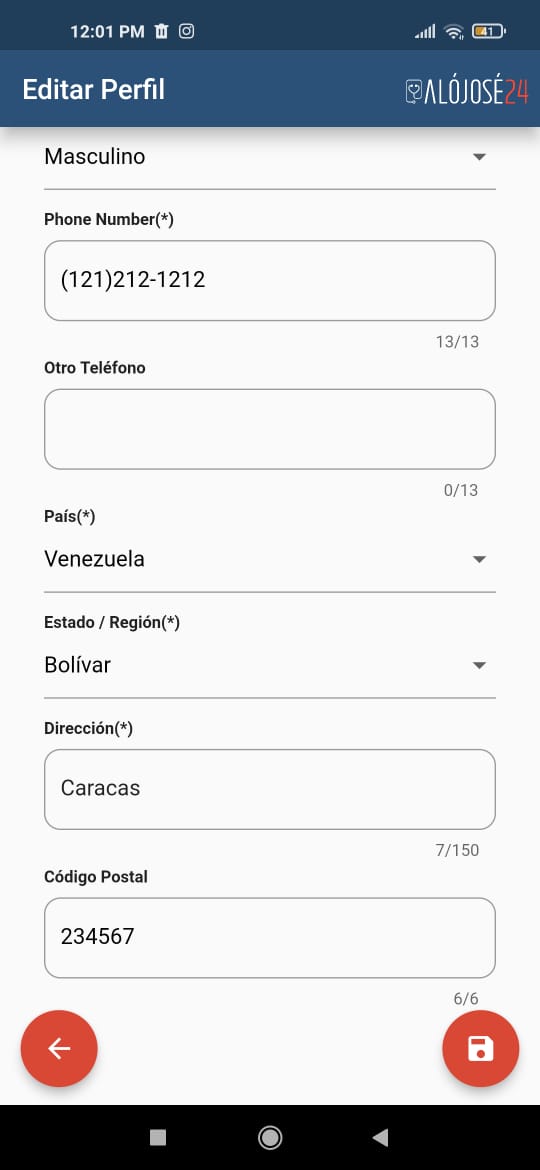 12:01 PM
41
Editar Perfil
ALÓJOSÉ24
Masculino
Phone Number(*)
(121)212-1212
13/13
Otro Teléfono
0/13
País(*)
Venezuela
Estado / Región(*)
Bolívar
Dirección(*)
Caracas
7/150
Código Postal
234567
6/6